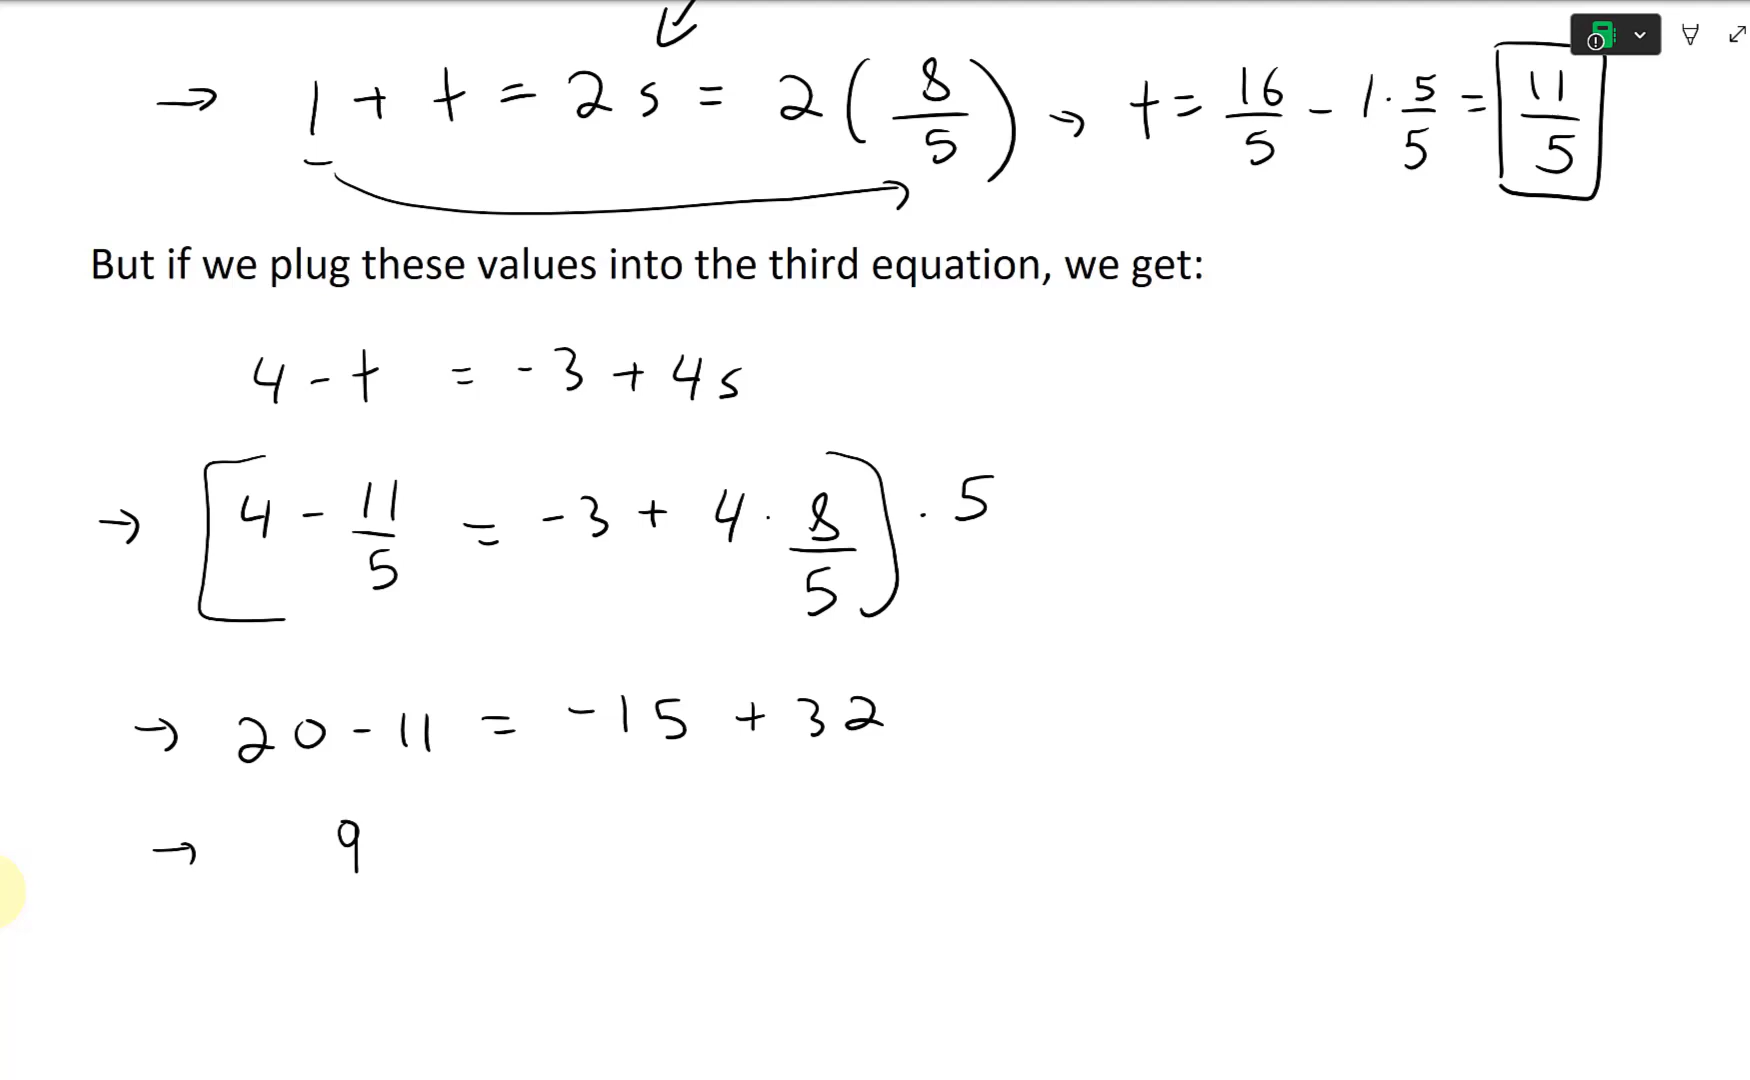 → 1 + t = 2s = 2(8/5) → t = 16/5 - 1·5/5 = 11/5
But if we plug these values into the third equation, we get:
4 - t = -3 + 4s
→ [4 - 11/5 = -3 + 4·8/5]·5
→ 20 - 11 = -15 + 32
→ 9